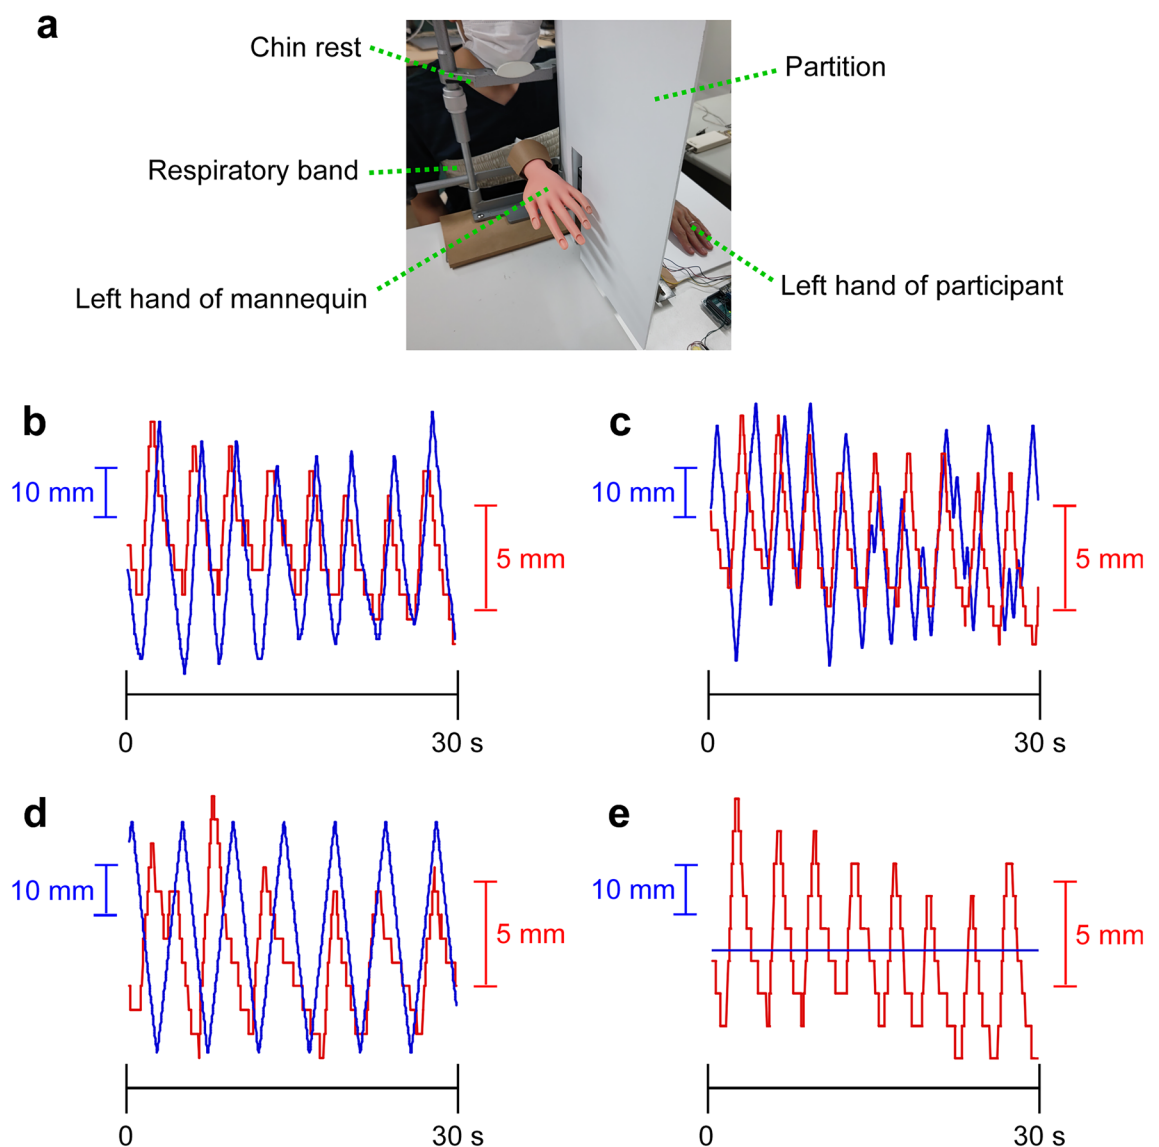 a
Chin rest
Partition
Respiratory band
Left hand of mannequin
Left hand of participant
b
10 mm
5 mm
0
30 s
c
10 mm
5 mm
0
30 s
d
10 mm
5 mm
0
30 s
e
10 mm
5 mm
0
30 s